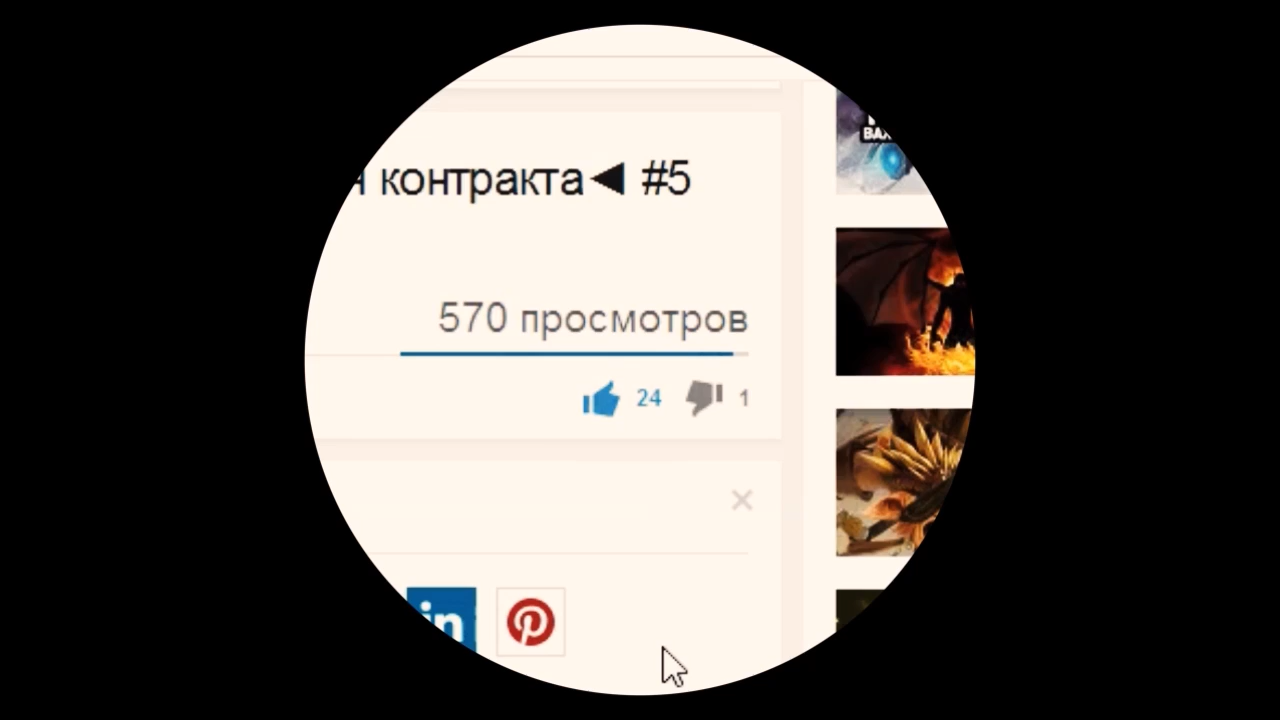 контракта◄ #5
570 просмотров
24 1
in